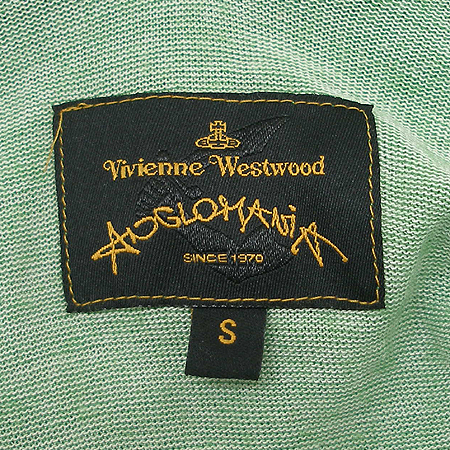 Vivienne Westwood
ANGLOMANIA
SINCE 1970
S